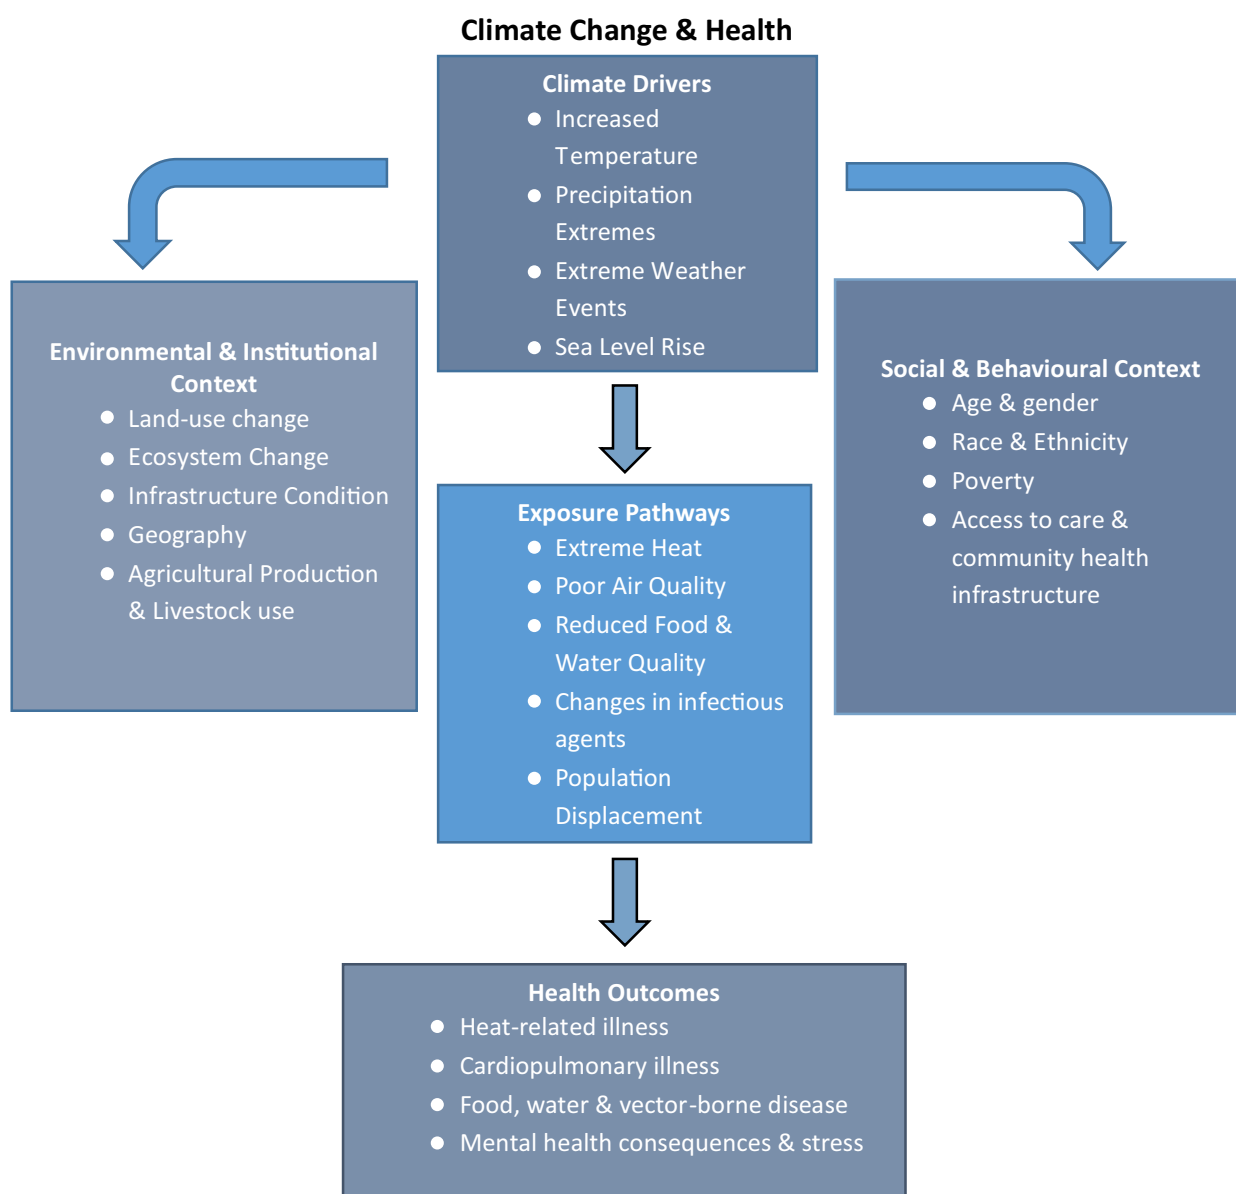 Climate Change & Health
Climate Drivers
● Increased
Temperature
● Precipitation
Extremes
● Extreme Weather
Events
● Sea Level Rise
Environmental & Institutional
Context
● Land-use change
● Ecosystem Change
● Infrastructure Condition
● Geography
● Agricultural Production
& Livestock use
Social & Behavioural Context
● Age & gender
● Race & Ethnicity
● Poverty
● Access to care &
community health
infrastructure
Exposure Pathways
● Extreme Heat
● Poor Air Quality
● Reduced Food &
Water Quality
● Changes in infectious
agents
● Population
Displacement
Health Outcomes
● Heat-related illness
● Cardiopulmonary illness
● Food, water & vector-borne disease
● Mental health consequences & stress